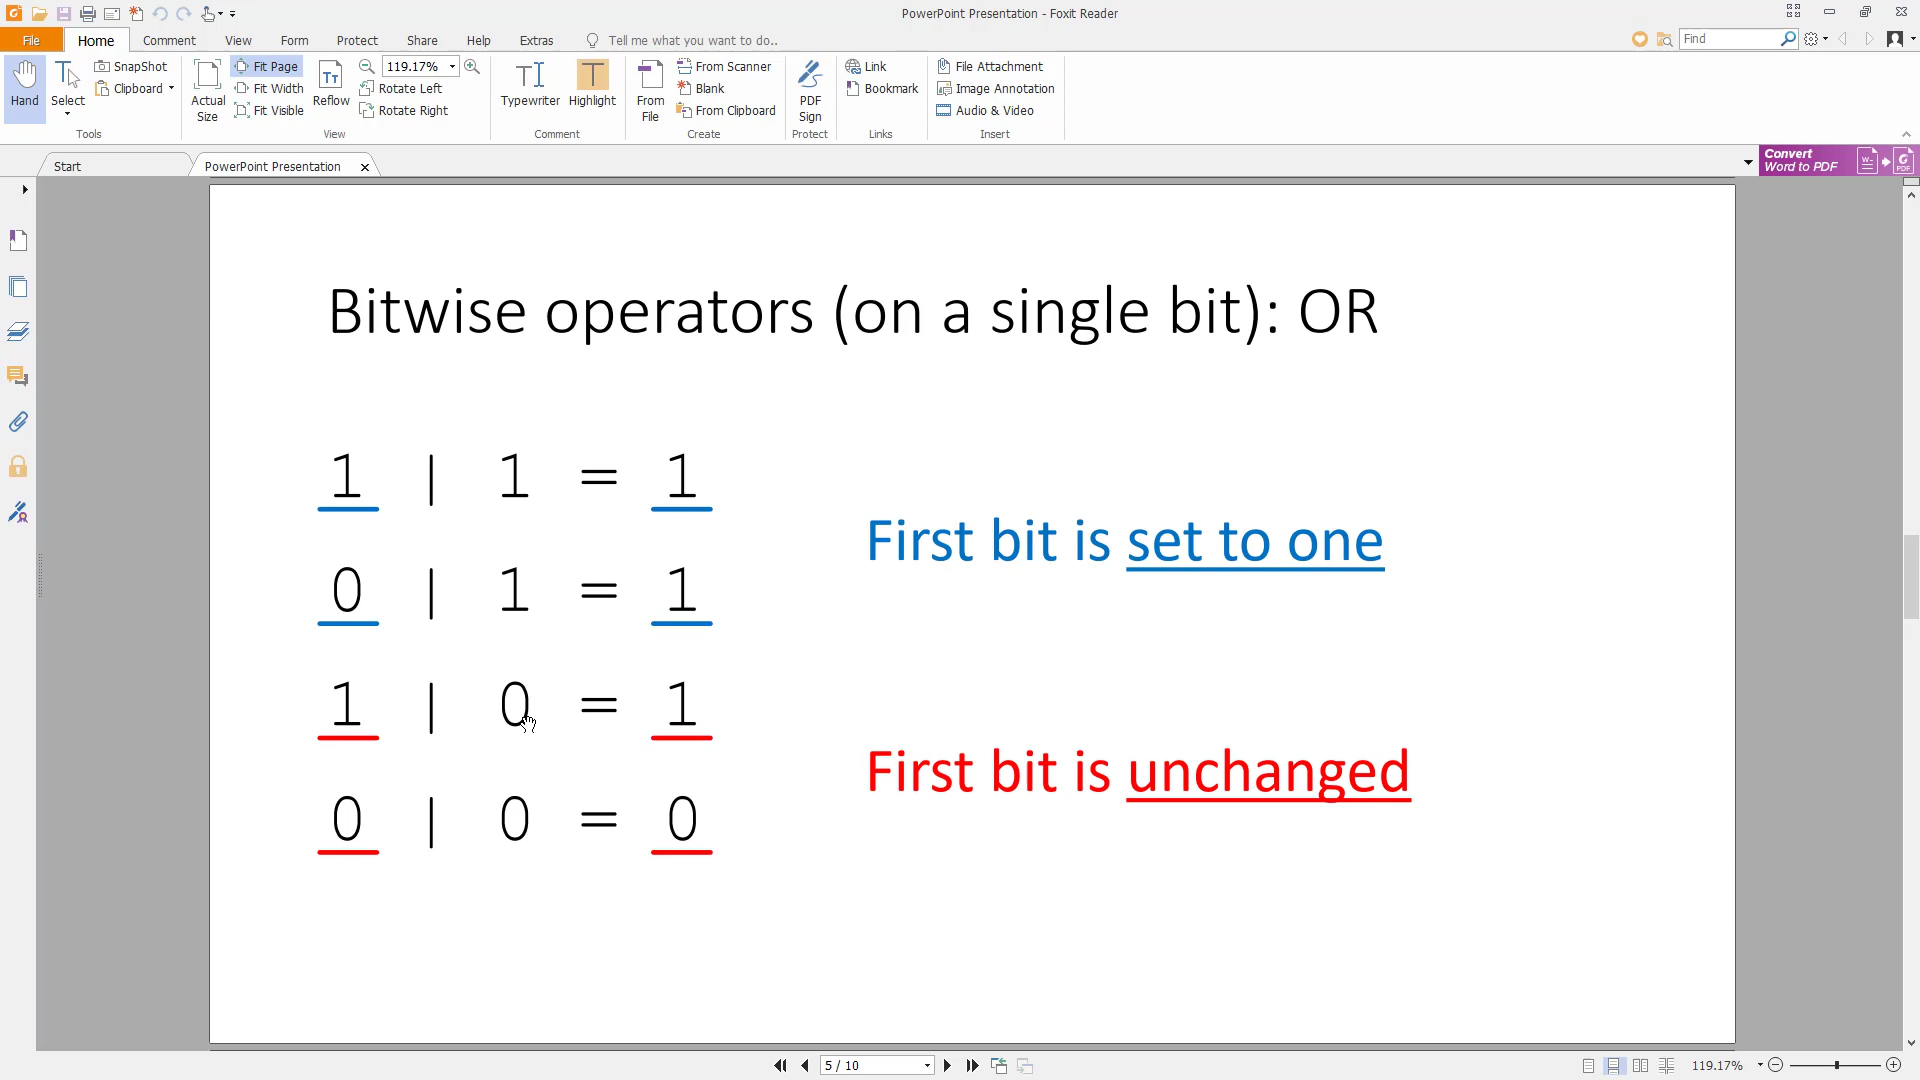 PowerPoint Presentation - Foxit Reader
File Home Comment View Form Protect Share Help Extras Tell me what you want to do.. Find
Hand
Select
SnapShot
Clipboard
Tools
Actual
Size
Fit Page
Fit Width
Fit Visible
Reflow
119.17%
Rotate Left
Rotate Right
View
Typewriter
Highlight
Comment
From
File
From Scanner
Blank
From Clipboard
Create
PDF
Sign
Protect
Link
Bookmark
Links
File Attachment
Image Annotation
Audio & Video
Insert
Start
PowerPoint Presentation
Convert
Word to PDF
Bitwise operators (on a single bit): OR
1 | 1 = 1
0 | 1 = 1
First bit is set to one
1 | 0 = 1
0 | 0 = 0
First bit is unchanged
5 / 10
119.17%